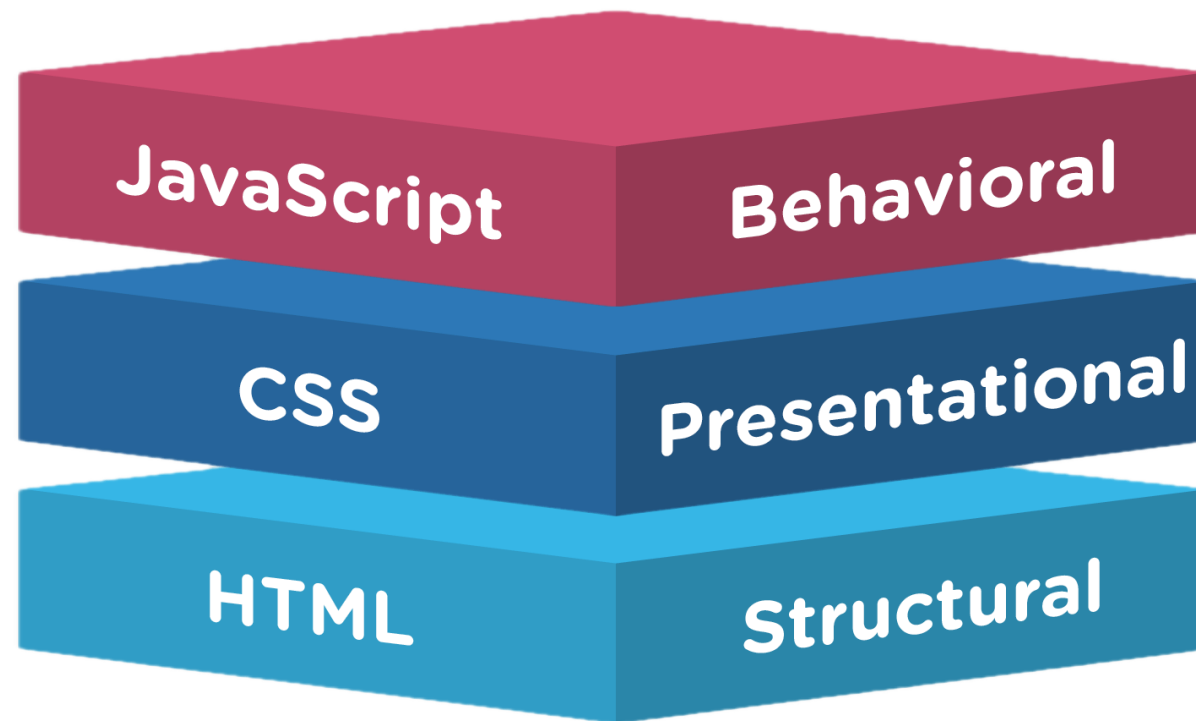 JavaScript
Behavioral
CSS
Presentational
HTML
Structural